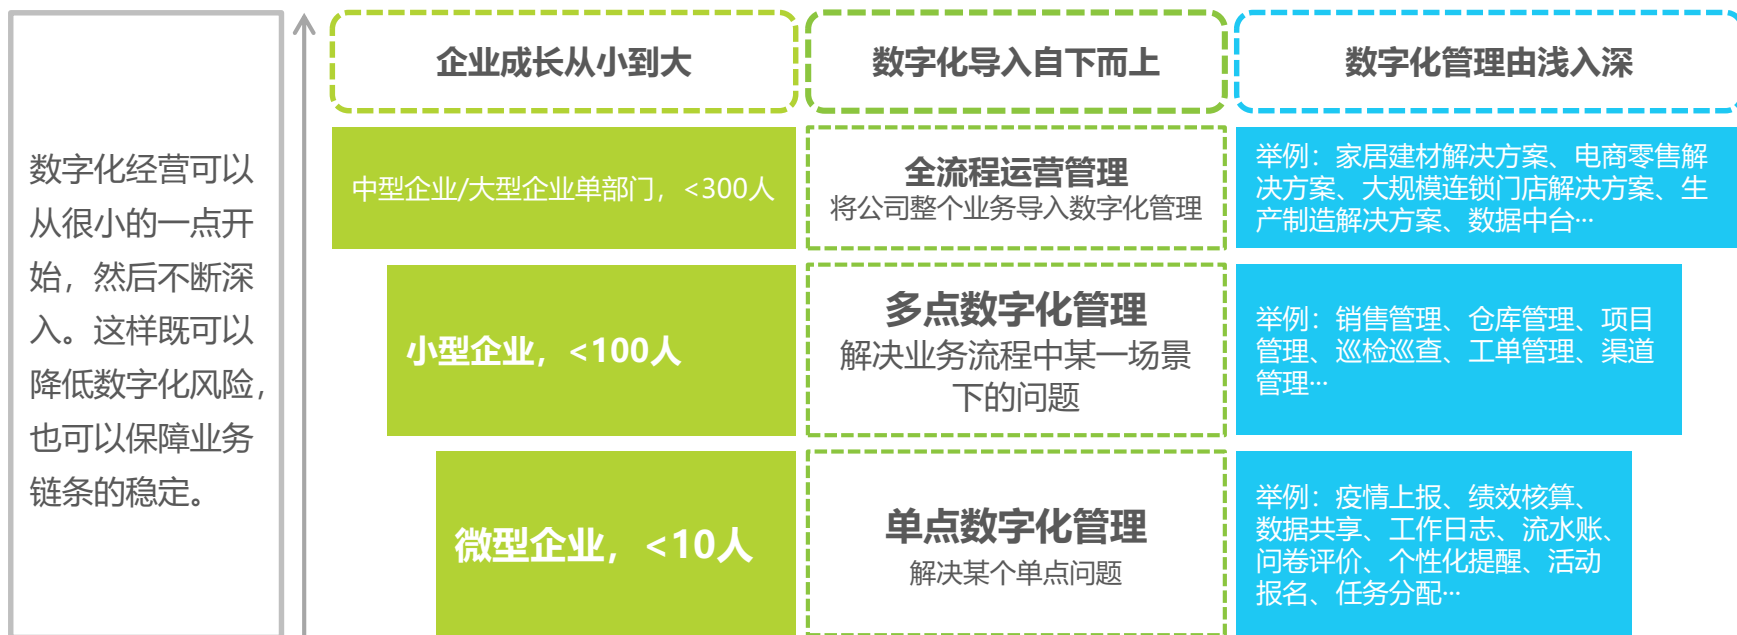 数字化经营可以
从很小的一点开
始，然后不断深
入。这样既可以
降低数字化风险，
也可以保障业务
链条的稳定。
企业成长从小到大
数字化导入自下而上
数字化管理由浅入深
中型企业/大型企业单部门，<300人
全流程运营管理
将公司整个业务导入数字化管理
举例：家居建材解决方案、电商零售解
决方案、大规模连锁门店解决方案、生
产制造解决方案、数据中台…
小型企业，<100人
多点数字化管理
解决业务流程中某一场景
下的问题
举例：销售管理、仓库管理、项目
管理、巡检巡查、工单管理、渠道
管理…
微型企业，<10人
单点数字化管理
解决某个单点问题
举例：疫情上报、绩效核算、
数据共享、工作日志、流水账、
问卷评价、个性化提醒、活动
报名、任务分配…